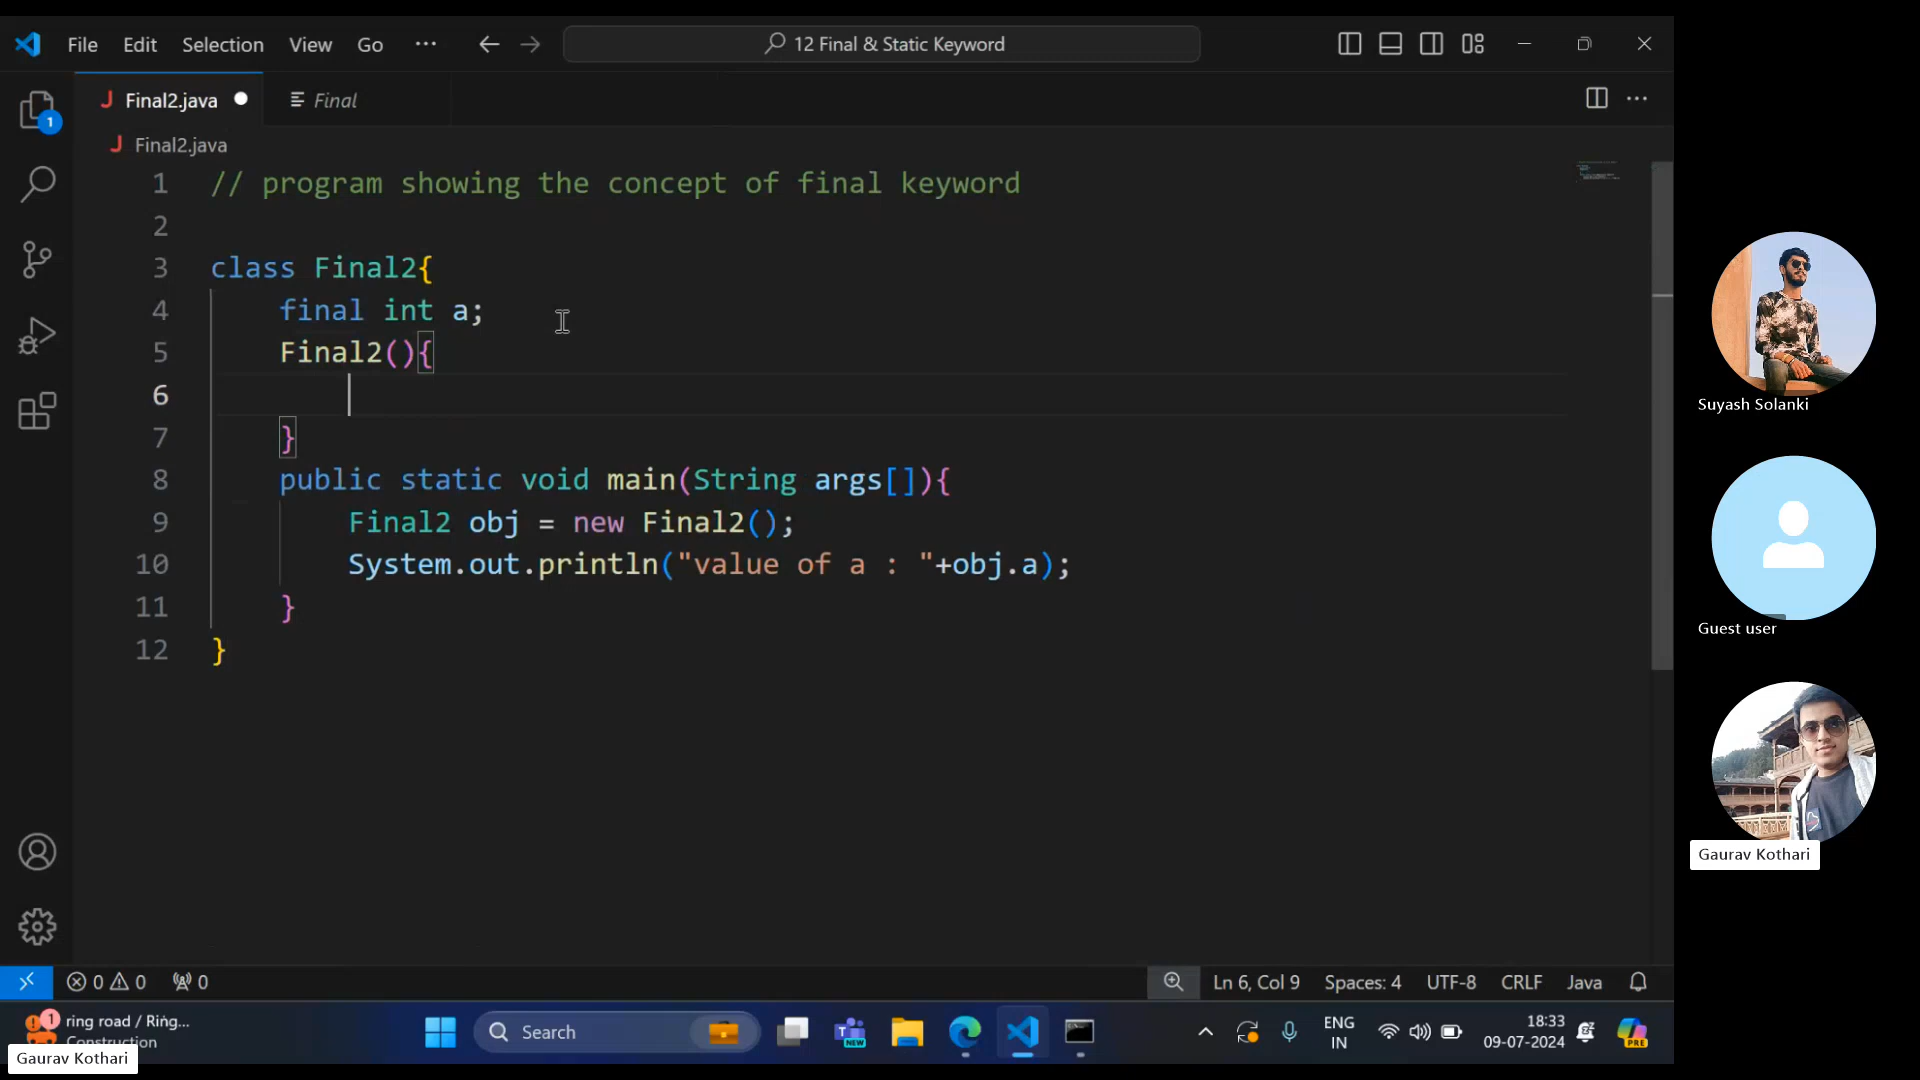 File Edit Selection View Go ··· 12 Final & Static Keyword
Final2.java Final
1
Final2.java
1 // program showing the concept of final keyword
2
3 class Final2{
4 final int a;
5 Final2(){
6
7 }
8 public static void main(String args[]){
9 Final2 obj = new Final2();
10 System.out.println("value of a : "+obj.a);
11 }
12 }
Suyash Solanki
Guest user
Gaurav Kothari
0 0 0 Ln 6, Col 9 Spaces: 4 UTF-8 CRLF Java
1 ring road / Ring...
Construction
Search
NEW
ENG
IN
18:33
09-07-2024
PRE
Gaurav Kothari